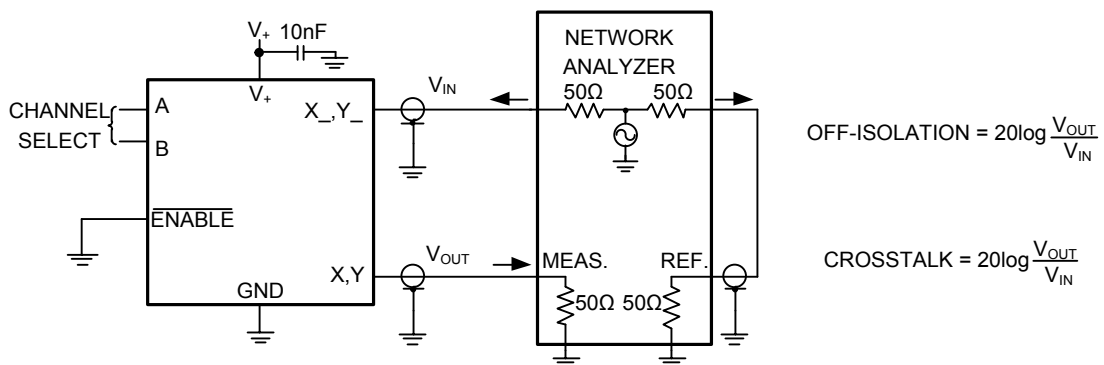 V+ 10nF
NETWORK
ANALYZER
50Ω 50Ω
VIN
V+
CHANNEL
SELECT
A
B
X_,Y_
OFF-ISOLATION = 20log VOUT
VIN
ENABLE
VOUT
MEAS. REF.
X,Y
GND
50Ω 50Ω
CROSSTALK = 20log VOUT
VIN